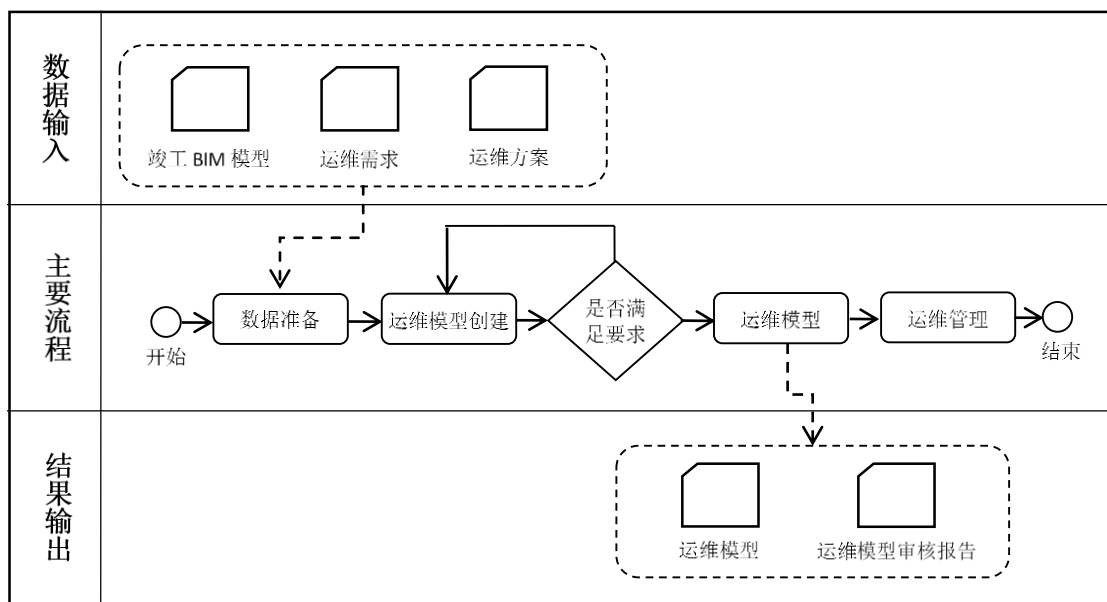 数据输入
竣工 BIM 模型
运维需求
运维方案
主要流程
开始
数据准备
运维模型创建
是否满
足要求
运维模型
运维管理
结束
结果输出
运维模型
运维模型审核报告